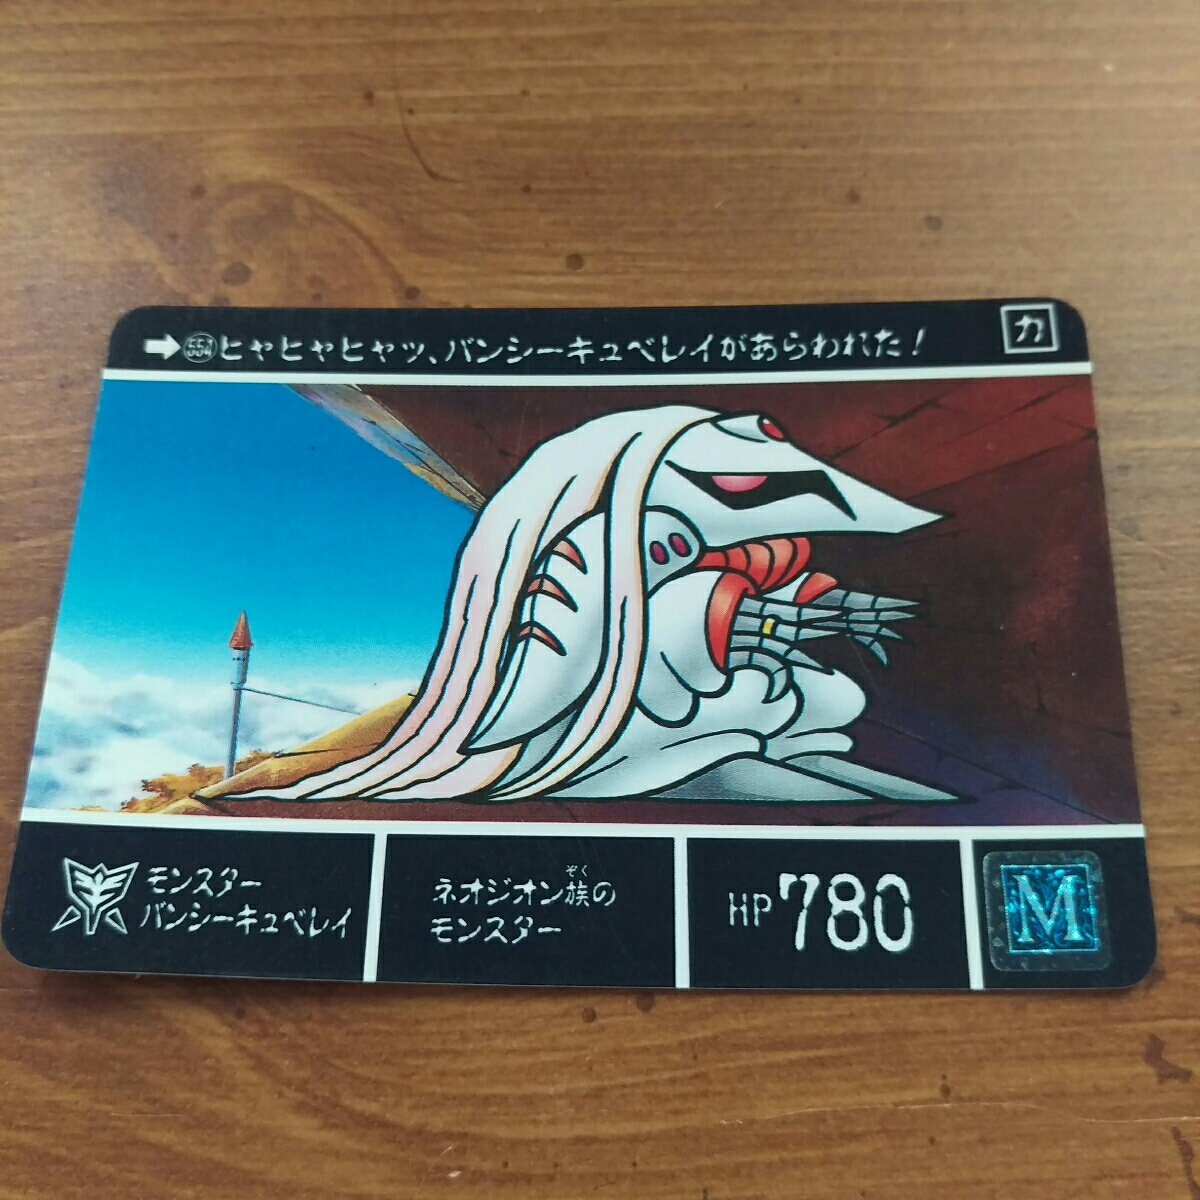 ➡554ヒャヒャヒャッ、バンシーキュベレイがあらわれた！
カ
モンスター
バンシーキュベレイ
ネオジオン族の
ぞく
モンスター
HP 780
M